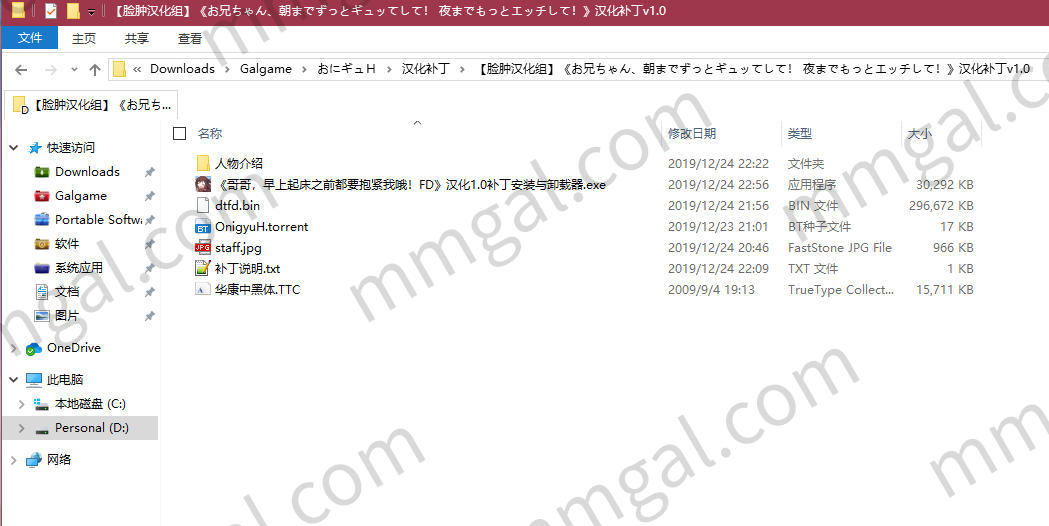 【脸肿汉化组】《お兄ちゃん、朝までずっとギュッてして! 夜までもっとエッチして!》汉化补丁v1.0
文件 主页 共享 查看
« Downloads › Galgame › おにギュH › 汉化补丁 › 【脸肿汉化组】《お兄ちゃん、朝までずっとギュッてして! 夜までもっとエッチして!》汉化补丁v1.0
【脸肿汉化组】《お兄ち...
名称 修改日期 类型 大小
快速访问
Downloads
Galgame
Portable Softwa
软件
系统应用
文档
图片
OneDrive
此电脑
本地磁盘 (C:)
Personal (D:)
网络
人物介绍 2019/12/24 22:22 文件夹
《哥哥，早上起床之前都要抱紧我哦！FD》汉化1.0补丁安装与卸载器.exe 2019/12/24 22:56 应用程序 30,292 KB
dtfd.bin 2019/12/24 21:56 BIN 文件 296,672 KB
OnigyuH.torrent 2019/12/23 21:01 BT种子文件 17 KB
staff.jpg 2019/12/24 20:46 FastStone JPG File 966 KB
补丁说明.txt 2019/12/24 22:09 TXT 文件 1 KB
华康中黑体.TTC 2009/9/4 19:13 TrueType Collect... 15,711 KB
mmgal.com
mmgal.com
mmgal.com
mmgal.com
mmgal.com